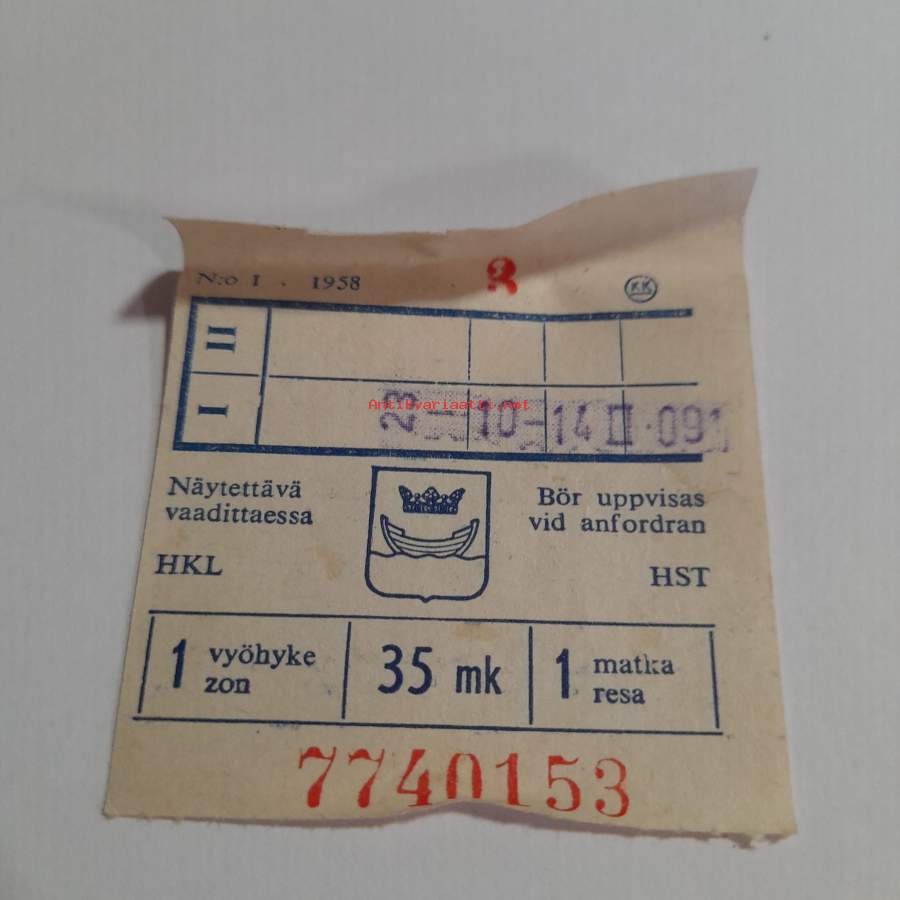 N:o I . 1958 8 KK
II
I 23 - 10 - 14 II · 091
Antikvariaatti.net
Näytettävä
vaadittaessa
Bör uppvisas
vid anfordran
HKL HST
1 vyöhyke
zon
35 mk
1 matka
resa
7740153